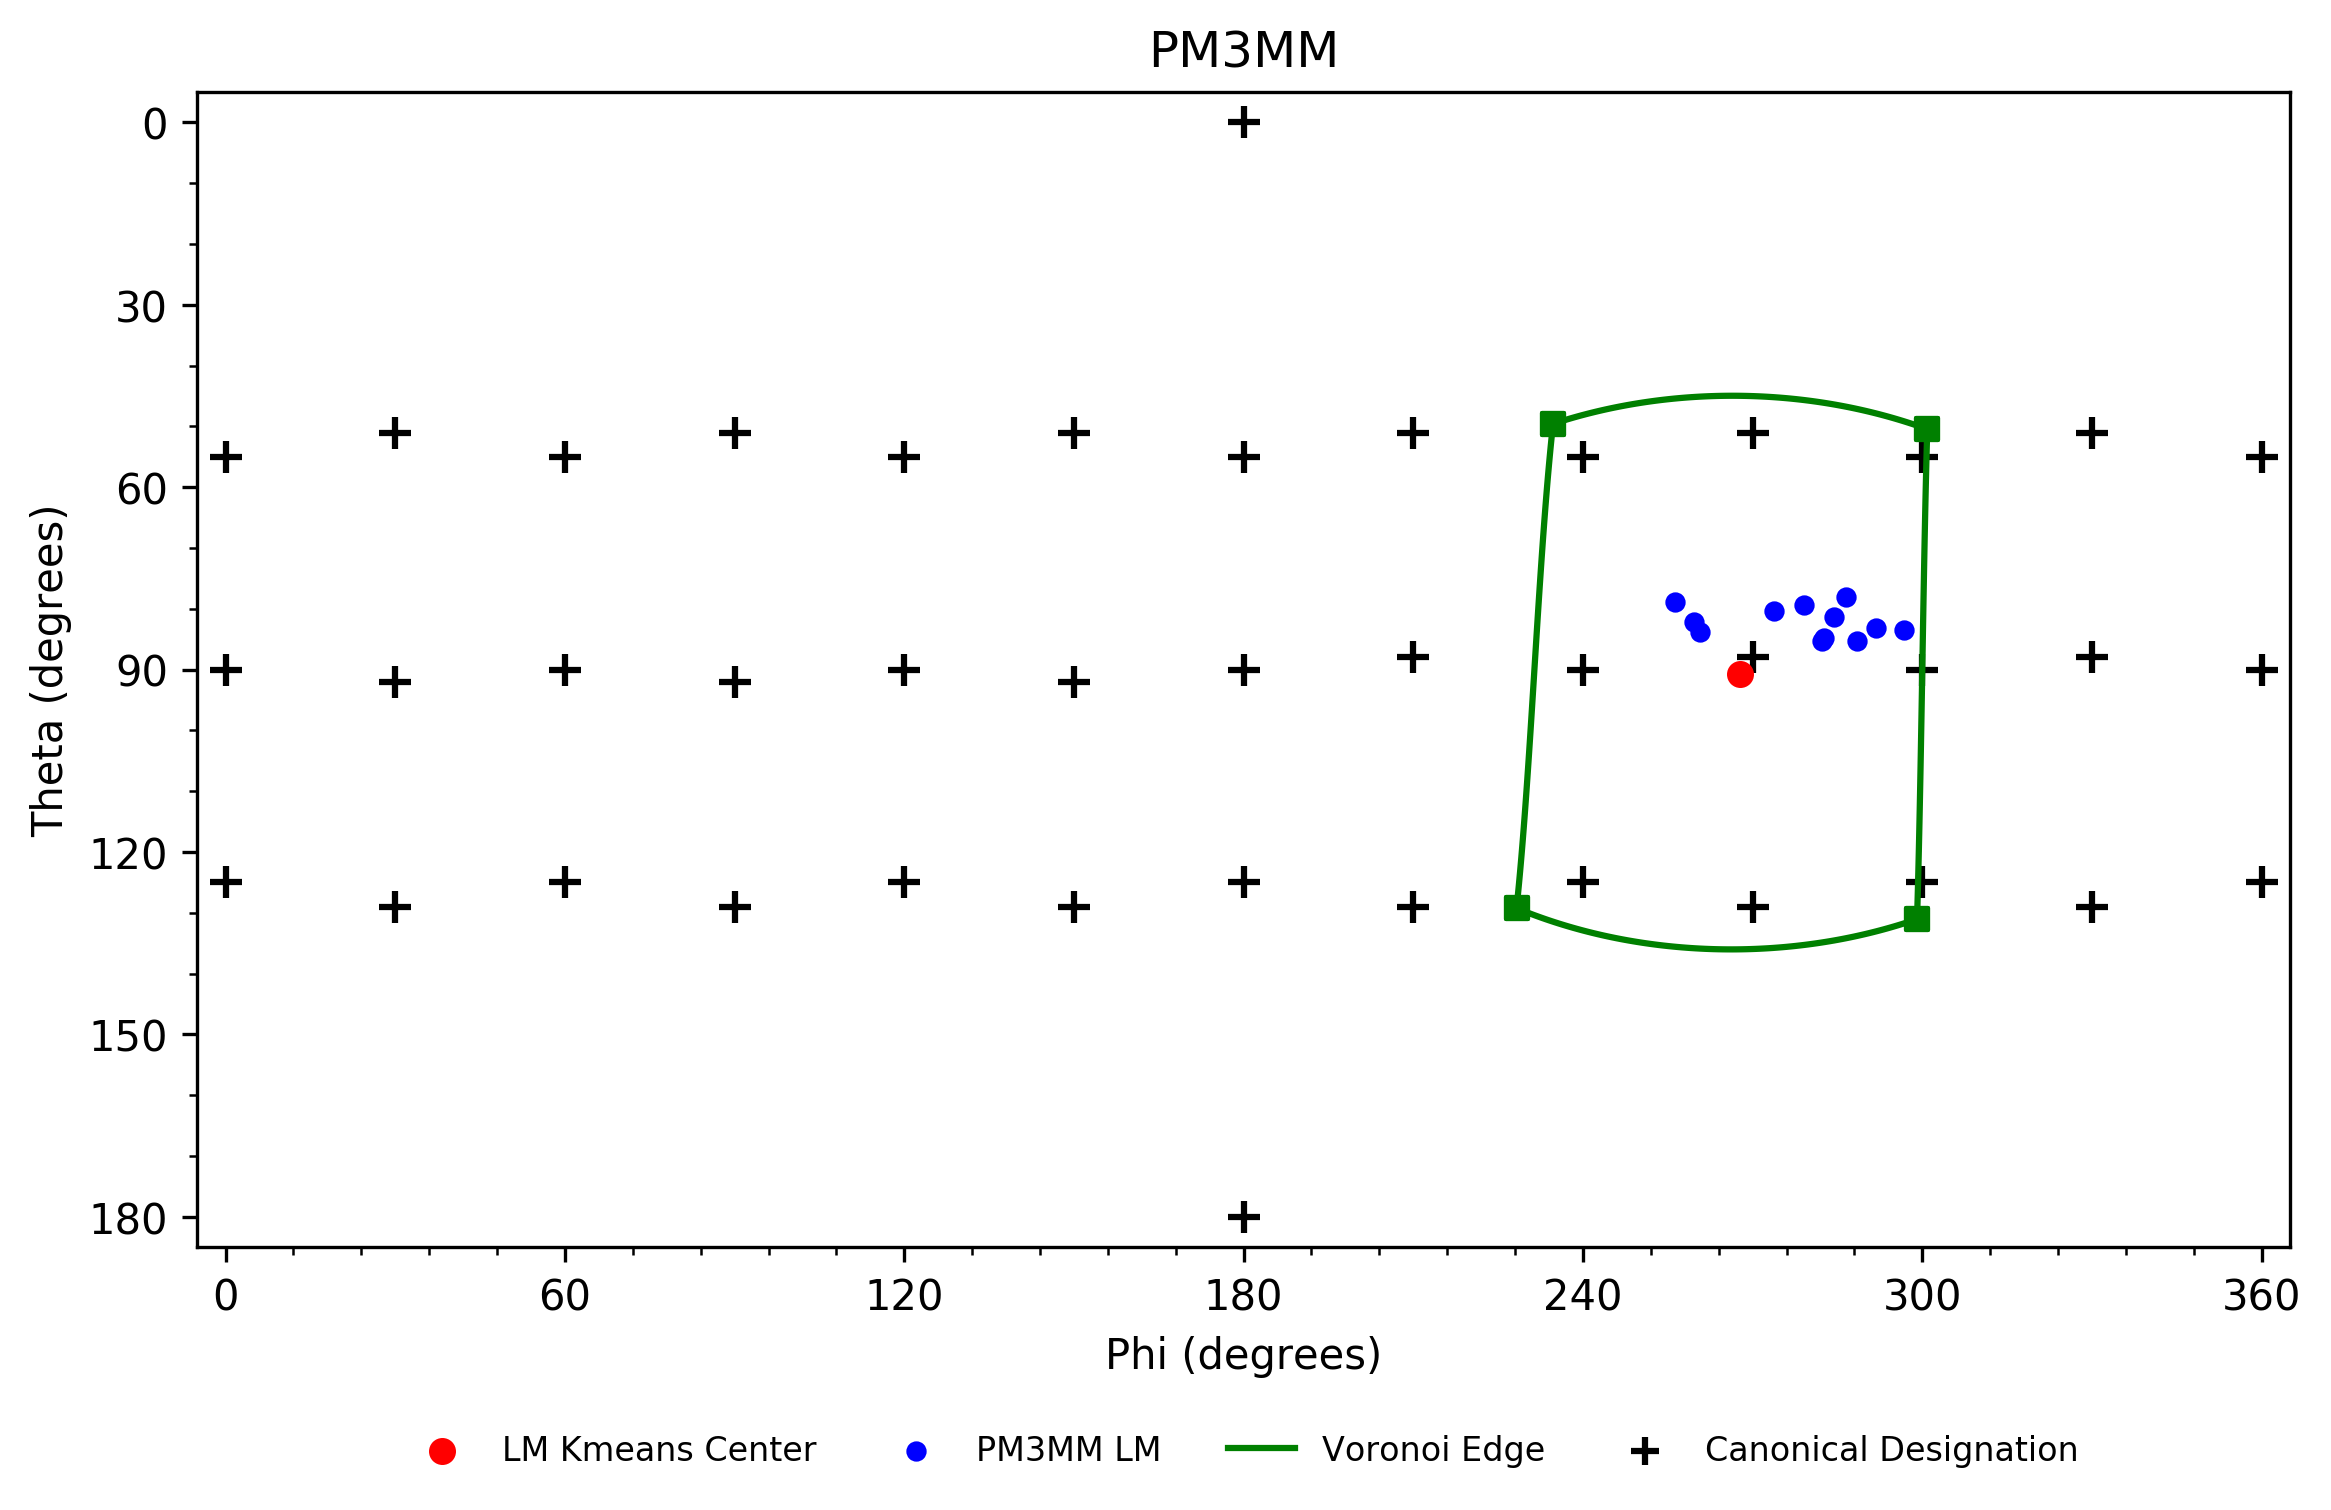 PM3MM
0
30
60
90
120
150
180
Theta (degrees)
0 60 120 180 240 300 360
Phi (degrees)
LM Kmeans Center PM3MM LM Voronoi Edge Canonical Designation